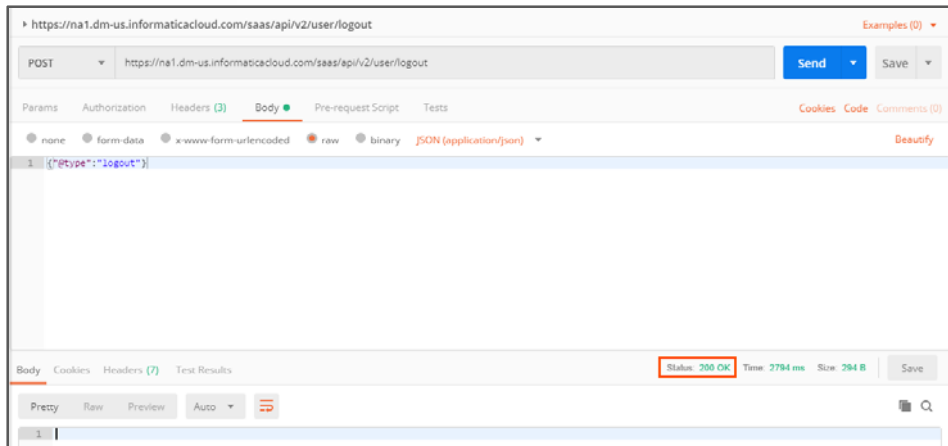 https://na1.dm-us.informaticacloud.com/saas/api/v2/user/logout Examples (0)
POST https://na1.dm-us.informaticacloud.com/saas/api/v2/user/logout Send Save
Params Authorization Headers (3) Body Pre-request Script Tests Cookies Code Comments (0)
none form-data x-www-form-urlencoded raw binary JSON (application/json) Beautify
1 {"@type":"logout"}
Body Cookies Headers (7) Test Results Status: 200 OK Time: 2794 ms Size: 294 B Save
Pretty Raw Preview Auto
1